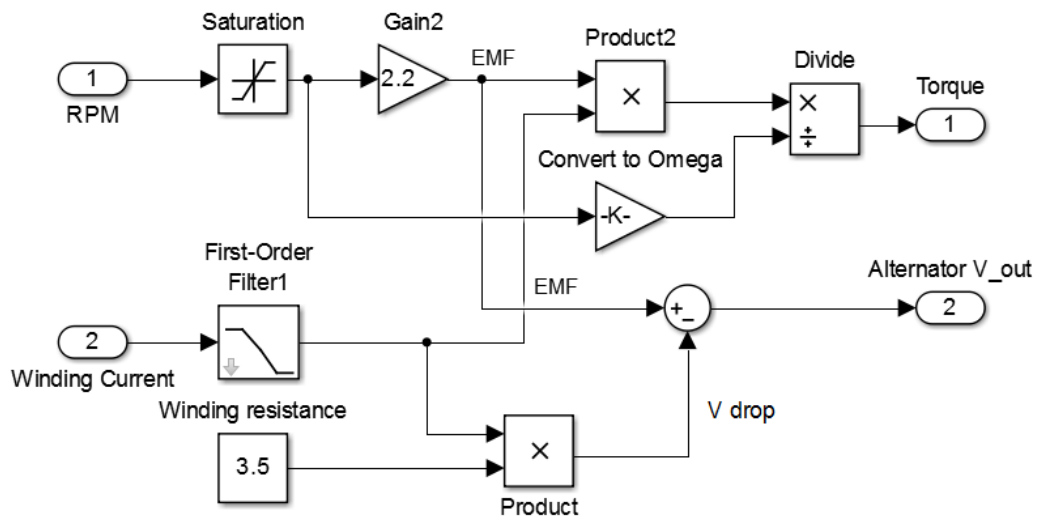 Saturation
Gain2
Product2
Divide
Torque
1
RPM
2.2
EMF
×
×
÷
1
Convert to Omega
-K-
First-Order
Filter1
EMF
Alternator V_out
+
-
2
2
Winding Current
Winding resistance
V drop
3.5
×
Product